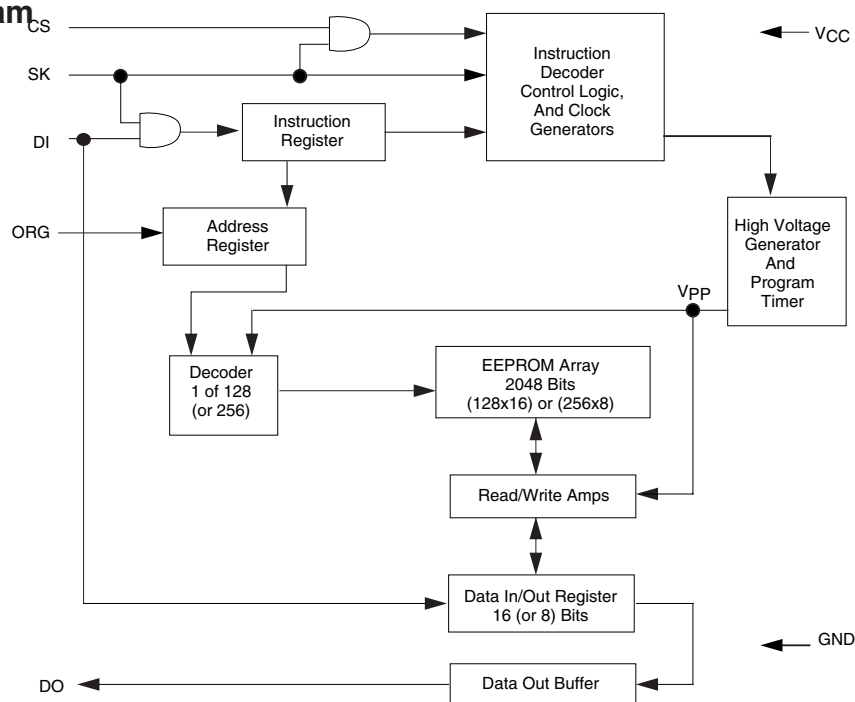 am
CS
SK
DI
ORG
Instruction
Decoder
Control Logic,
And Clock
Generators
VCC
Instruction
Register
Address
Register
High Voltage
Generator
And
Program
Timer
VPP
Decoder
1 of 128
(or 256)
EEPROM Array
2048 Bits
(128x16) or (256x8)
Read/Write Amps
Data In/Out Register
16 (or 8) Bits
GND
DO
Data Out Buffer